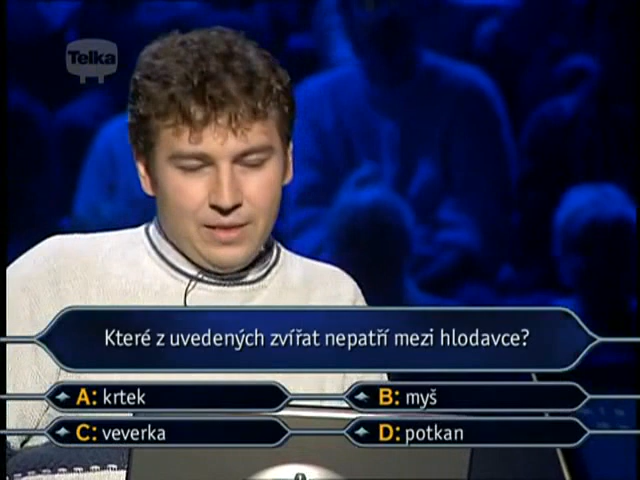 Telka
Které z uvedených zvířat nepatří mezi hlodavce?
A: krtek
B: myš
C: veverka
D: potkan